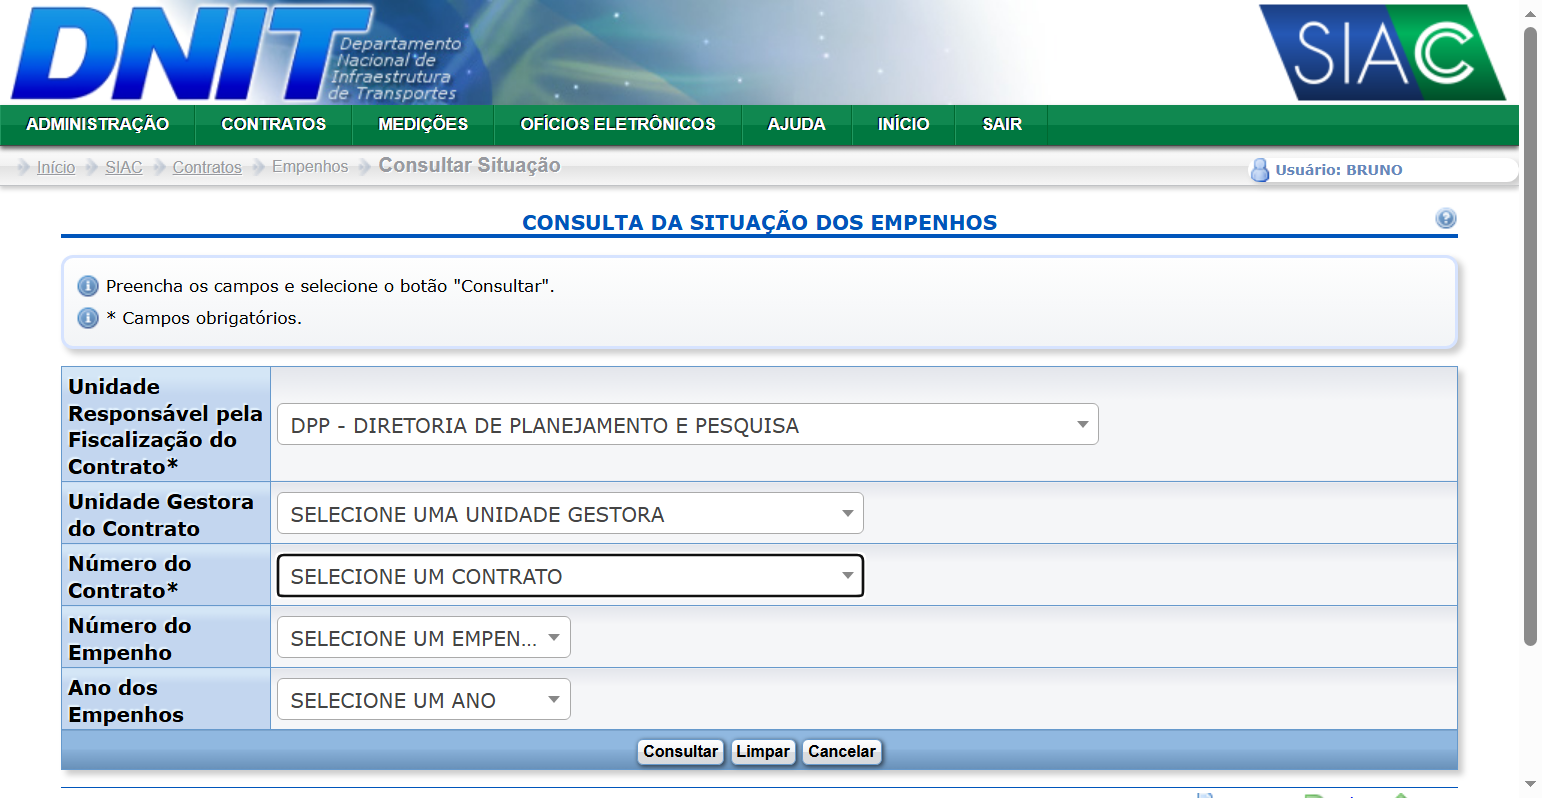 DNIT
Departamento
Nacional de
Infraestrutura
de Transportes
SIAC
ADMINISTRAÇÃO CONTRATOS MEDIÇÕES OFÍCIOS ELETRÔNICOS AJUDA INÍCIO SAIR
Início SIAC Contratos Empenhos Consultar Situação
Usuário: BRUNO
CONSULTA DA SITUAÇÃO DOS EMPENHOS
Preencha os campos e selecione o botão "Consultar".
* Campos obrigatórios.
Unidade
Responsável pela
Fiscalização do
Contrato*
DPP - DIRETORIA DE PLANEJAMENTO E PESQUISA
Unidade Gestora
do Contrato
SELECIONE UMA UNIDADE GESTORA
Número do
Contrato*
SELECIONE UM CONTRATO
Número do
Empenho
SELECIONE UM EMPEN...
Ano dos
Empenhos
SELECIONE UM ANO
Consultar Limpar Cancelar